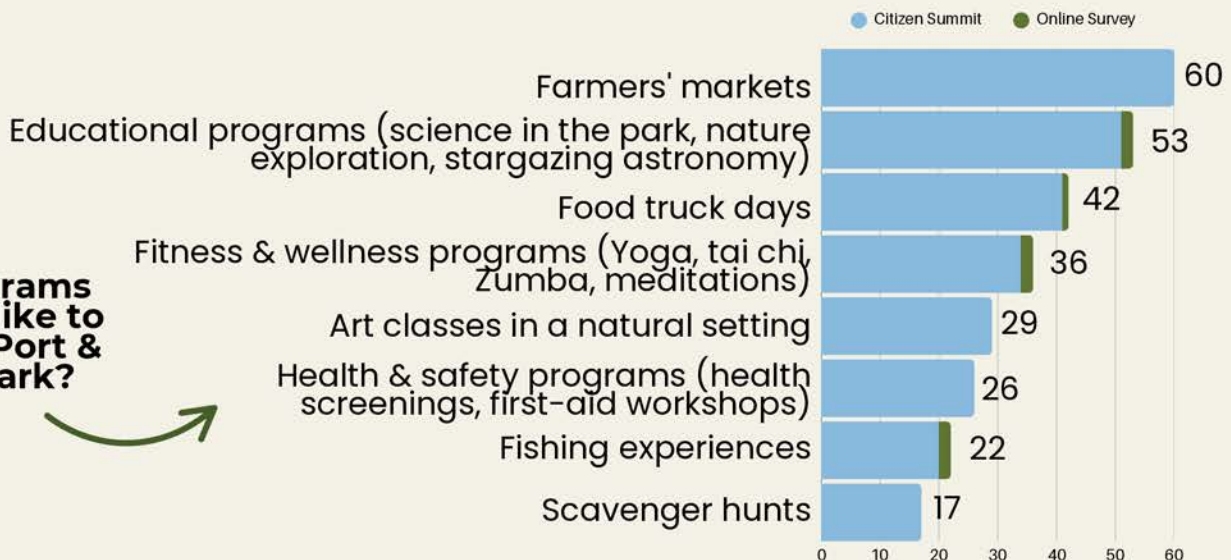 Citizen Summit
Online Survey
Farmers' markets
60
Educational programs (science in the park, nature
exploration, stargazing astronomy)
53
Food truck days
42
Fitness & wellness programs (Yoga, tai chi,
Zumba, meditations)
36
Art classes in a natural setting
29
Health & safety programs (health
screenings, first-aid workshops)
26
Fishing experiences
22
Scavenger hunts
17
rams
ike to
Port &
ark?
0 10 20 30 40 50 60